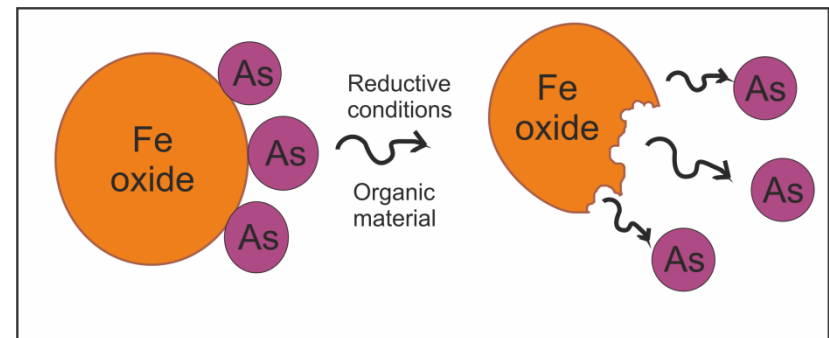 Fe
oxide
As
As
As
Reductive
conditions
Organic
material
Fe
oxide
As
As
As